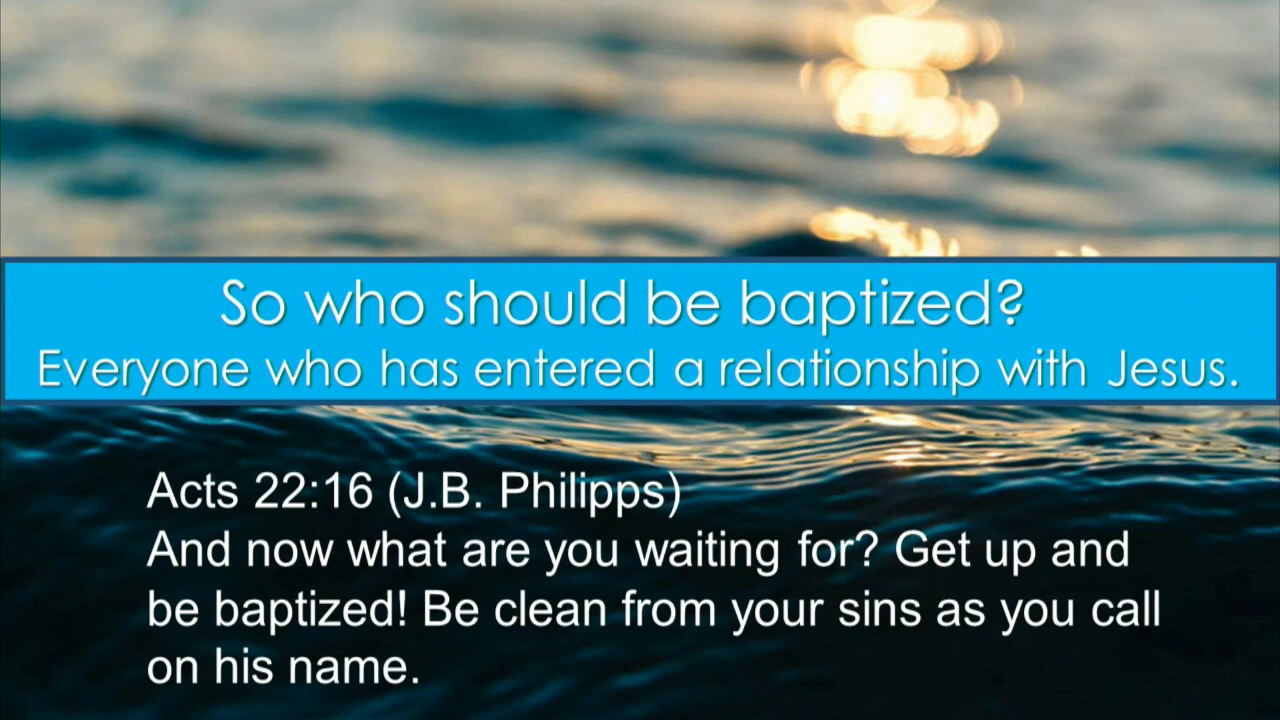 So who should be baptized?
Everyone who has entered a relationship with Jesus.
Acts 22:16 (J.B. Philipps)
And now what are you waiting for? Get up and
be baptized! Be clean from your sins as you call
on his name.